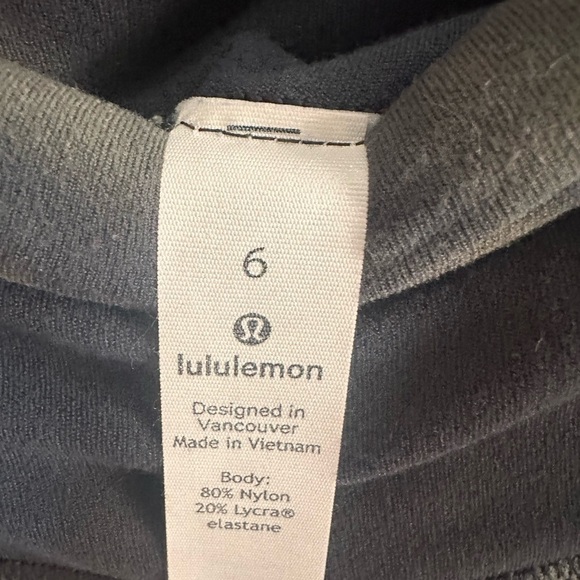 6
lululemon
Designed in
Vancouver
Made in Vietnam
Body:
80% Nylon
20% Lycra®
elastane